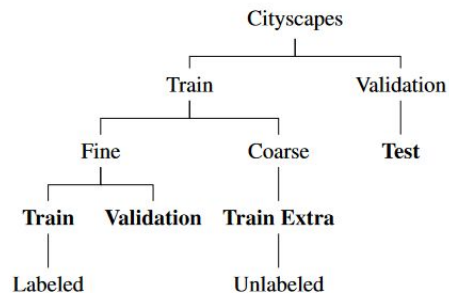 Cityscapes
Train Validation
Fine Coarse Test
Train Validation Train Extra
Labeled Unlabeled